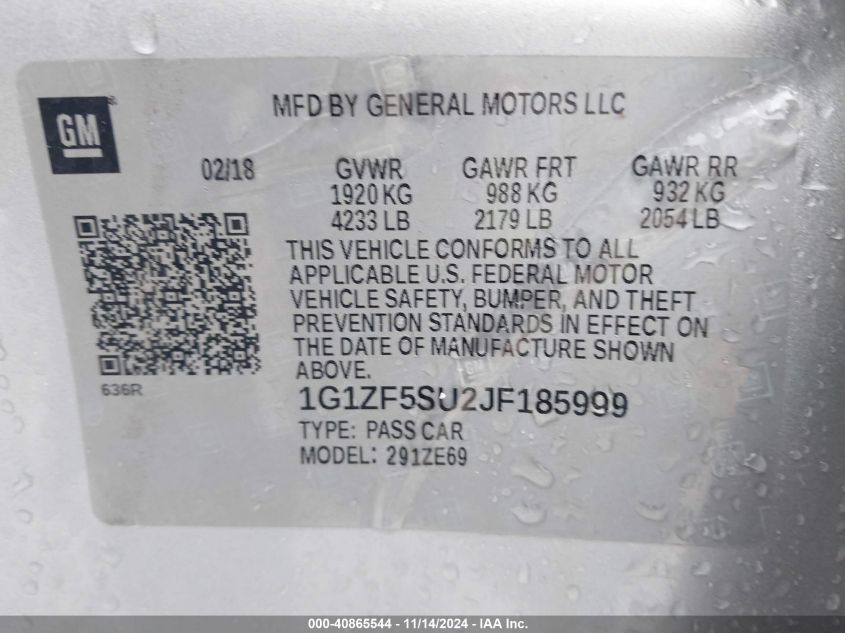 GM
MFD BY GENERAL MOTORS LLC
02/18 GVWR GAWR FRT GAWR RR
1920 KG 988 KG 932 KG
4233 LB 2179 LB 2054 LB
THIS VEHICLE CONFORMS TO ALL
APPLICABLE U.S. FEDERAL MOTOR
VEHICLE SAFETY, BUMPER, AND THEFT
PREVENTION STANDARDS IN EFFECT ON
THE DATE OF MANUFACTURE SHOWN
ABOVE.
636R
1G1ZF5SU2JF185999
TYPE: PASS CAR
MODEL: 291ZE69
000-40865544 - 11/14/2024 - IAA Inc.